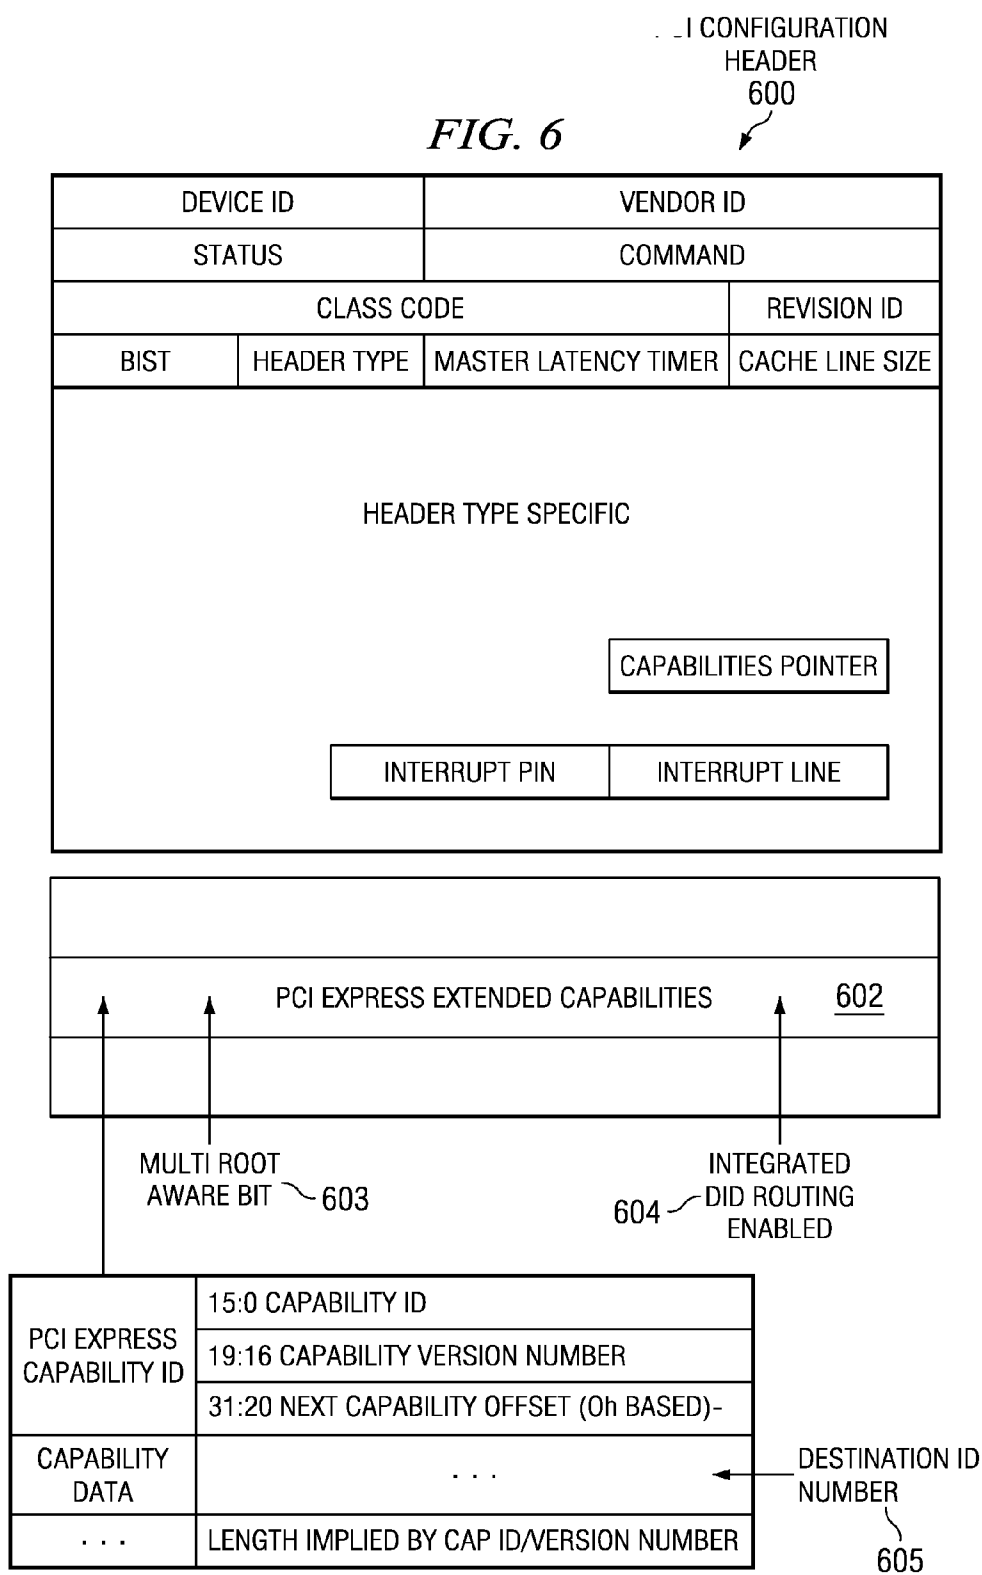 I CONFIGURATION
HEADER
600
FIG. 6
DEVICE ID VENDOR ID
STATUS COMMAND
CLASS CODE REVISION ID
BIST HEADER TYPE MASTER LATENCY TIMER CACHE LINE SIZE
HEADER TYPE SPECIFIC
CAPABILITIES POINTER
INTERRUPT PIN INTERRUPT LINE
PCI EXPRESS EXTENDED CAPABILITIES 602
MULTI ROOT
AWARE BIT
603
INTEGRATED
DID ROUTING
ENABLED
604
PCI EXPRESS
CAPABILITY ID
15:0 CAPABILITY ID
19:16 CAPABILITY VERSION NUMBER
31:20 NEXT CAPABILITY OFFSET (Oh BASED)-
CAPABILITY
DATA
. . .
DESTINATION ID
NUMBER
605
. . . LENGTH IMPLIED BY CAP ID/VERSION NUMBER